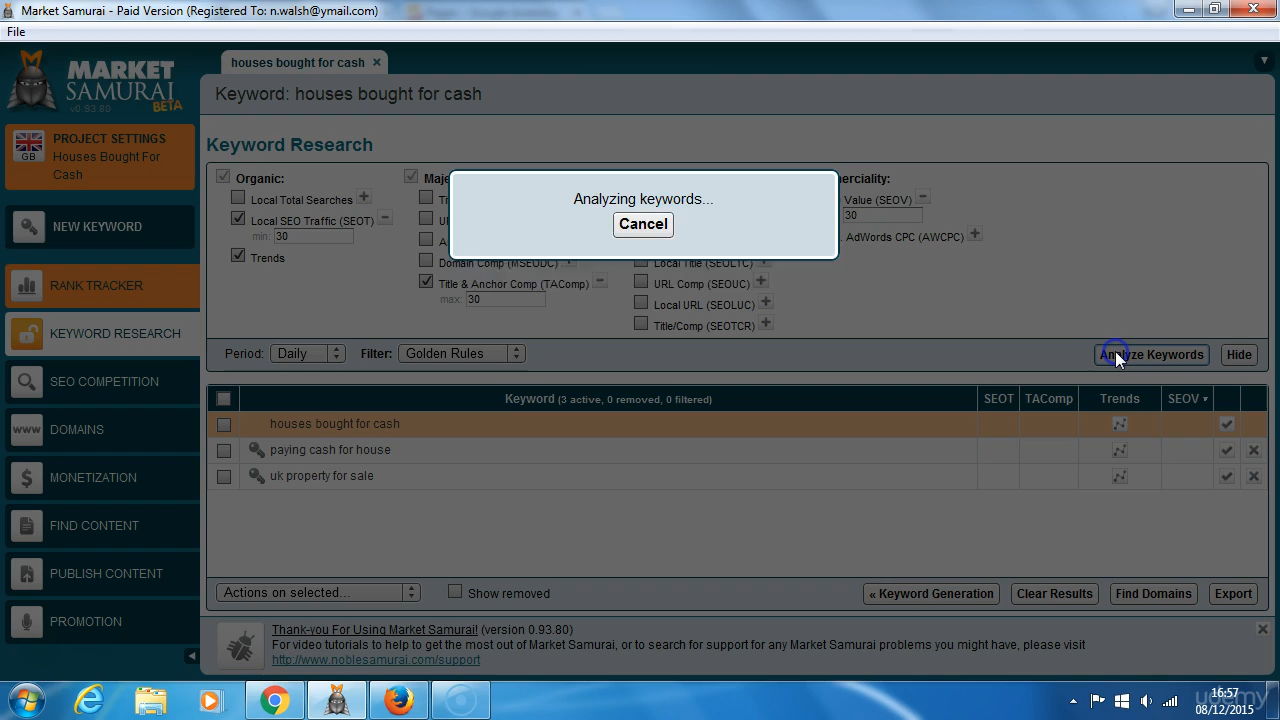 Market Samurai - Paid Version (Registered To: n.walsh@ymail.com)
File
MARKET SAMURAI
v0.93.80 BETA
houses bought for cash ×
Keyword: houses bought for cash
PROJECT SETTINGS
GB
Houses Bought For
Cash
NEW KEYWORD
RANK TRACKER
KEYWORD RESEARCH
SEO COMPETITION
www DOMAINS
$ MONETIZATION
FIND CONTENT
PUBLISH CONTENT
PROMOTION
Keyword Research
Organic:
Local Total Searches +
Local SEO Traffic (SEOT) −
min: 30
Trends
Domain Comp (MSEODC)
Title & Anchor Comp (TAComp) −
max: 30
Local Title (SEOLTC) +
URL Comp (SEOUC) +
Local URL (SEOLUC) +
Title/Comp (SEOTCR) +
Value (SEOV) −
30
AdWords CPC (AWCPC) +
Analyzing keywords...
Cancel
Period: Daily Filter: Golden Rules Analyze Keywords Hide
Keyword (3 active, 0 removed, 0 filtered) SEOT TAComp Trends SEOV
houses bought for cash
paying cash for house
uk property for sale
Actions on selected... Show removed « Keyword Generation Clear Results Find Domains Export
Thank-you For Using Market Samurai! (version 0.93.80)
For video tutorials to help to get the most out of Market Samurai, or to search for support for any Market Samurai problems you might have, please visit
http://www.noblesamurai.com/support
16:57
08/12/2015
udemy